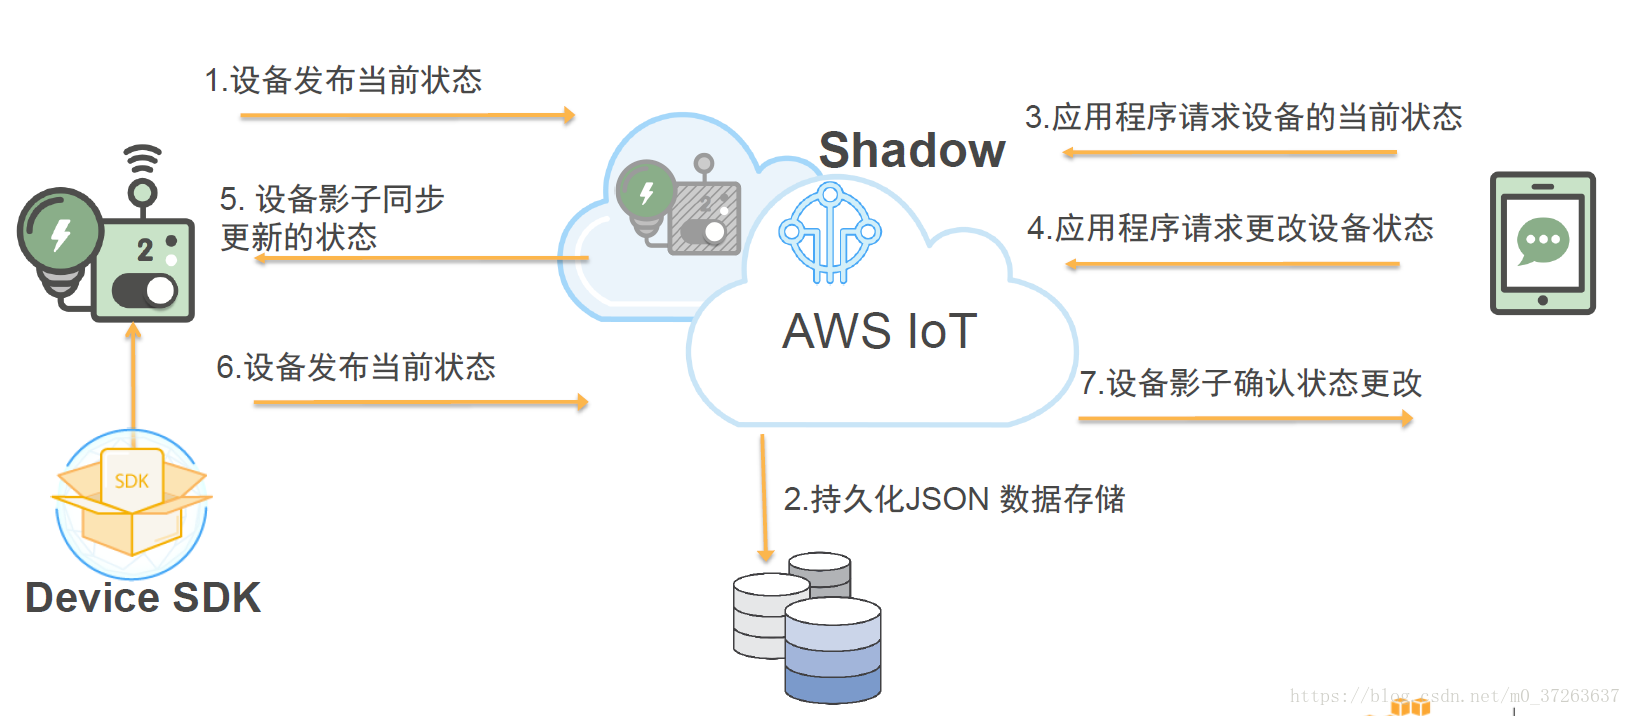 1.设备发布当前状态
Shadow
3.应用程序请求设备的当前状态
5. 设备影子同步
更新的状态
2
2
4.应用程序请求更改设备状态
AWS IoT
6.设备发布当前状态
7.设备影子确认状态更改
SDK
2.持久化JSON 数据存储
Device SDK
https://blog.csdn.net/m0_37263637